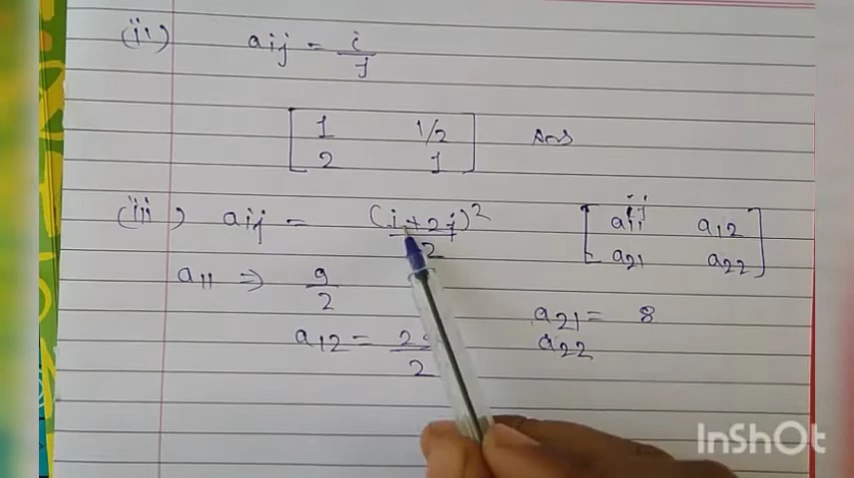 (ii) aij = i/j
[ 1 1/2
2 1 ] Ans
(iii) aij = (i+2j)²/2 [ a11 a12
a21 a22 ]
a11 ⇒ 9/2
a21 = 8
a12 = /2 a22
InShOt